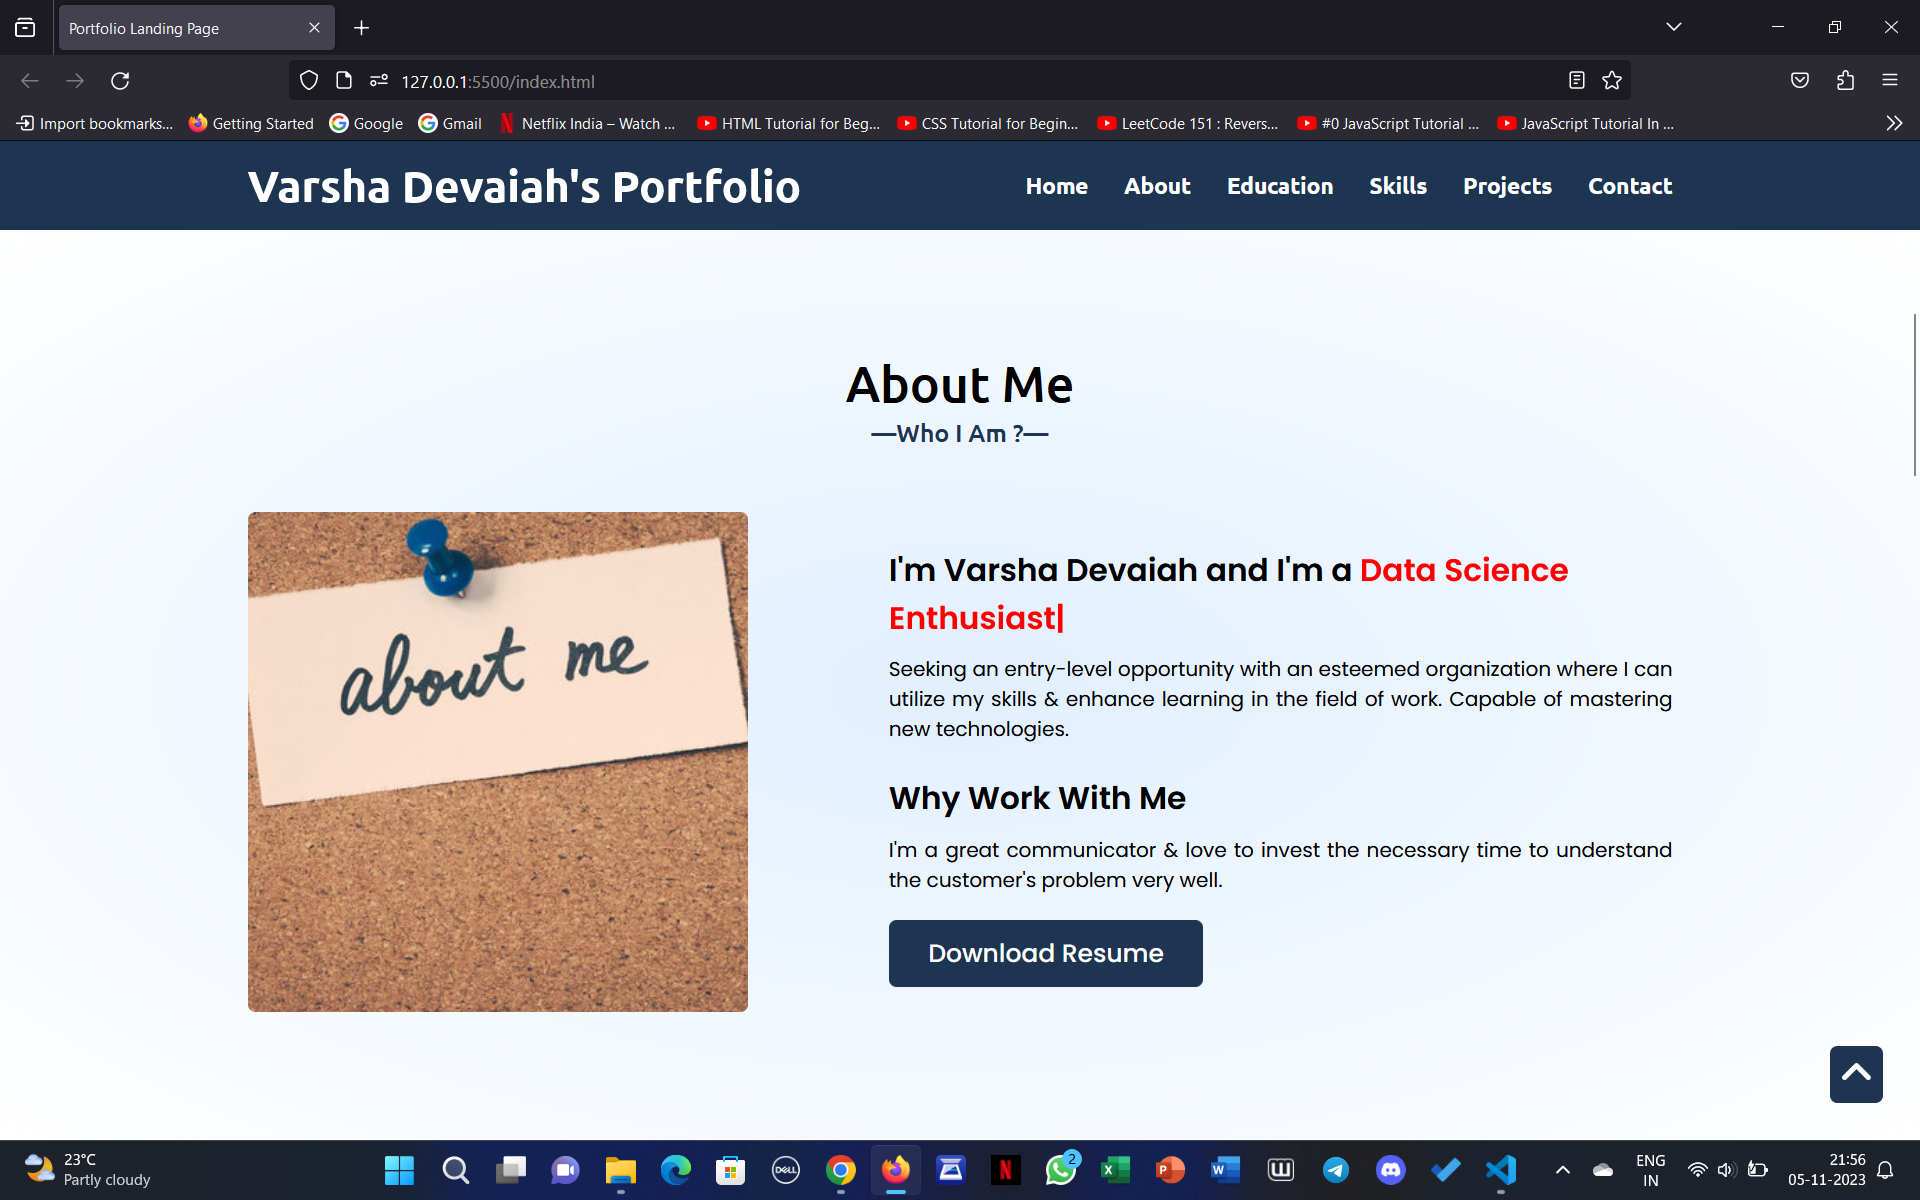 Portfolio Landing Page
127.0.0.1:5500/index.html
Import bookmarks...
Getting Started
Google
Gmail
Netflix India – Watch ...
HTML Tutorial for Beg...
CSS Tutorial for Begin...
LeetCode 151 : Revers...
#0 JavaScript Tutorial ...
JavaScript Tutorial In ...
Varsha Devaiah's Portfolio
Home
About
Education
Skills
Projects
Contact
About Me
—Who I Am ?—
about me
I'm Varsha Devaiah and I'm a Data Science
Enthusiast|
Seeking an entry-level opportunity with an esteemed organization where I can
utilize my skills & enhance learning in the field of work. Capable of mastering
new technologies.
Why Work With Me
I'm a great communicator & love to invest the necessary time to understand
the customer's problem very well.
Download Resume
23°C
Partly cloudy
DELL
N
2
X
P
W
W
ENG
IN
21:56
05-11-2023